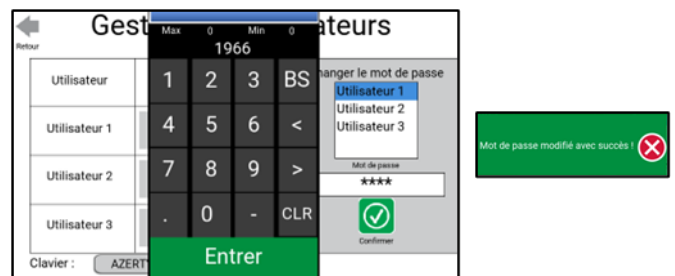 Gest
ateurs
Retour
Max 0 Min 0
1966
1 2 3 BS
4 5 6 <
7 8 9 >
. 0 - CLR
Entrer
Utilisateur
Utilisateur 1
Utilisateur 2
Utilisateur 3
Clavier : AZERT
hanger le mot de passe
Utilisateur 1
Utilisateur 2
Utilisateur 3
Mot de passe
****
Confirmer
Mot de passe modifié avec succès !